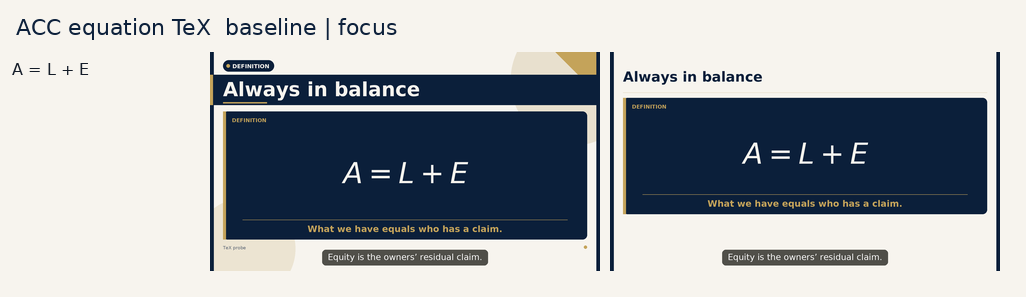 ACC equation TeX  baseline | focus
A = L + E
DEFINITION
Always in balance
DEFINITION
A = L + E
What we have equals who has a claim.
TeX probe
Equity is the owners’ residual claim.
Always in balance
DEFINITION
A = L + E
What we have equals who has a claim.
Equity is the owners’ residual claim.